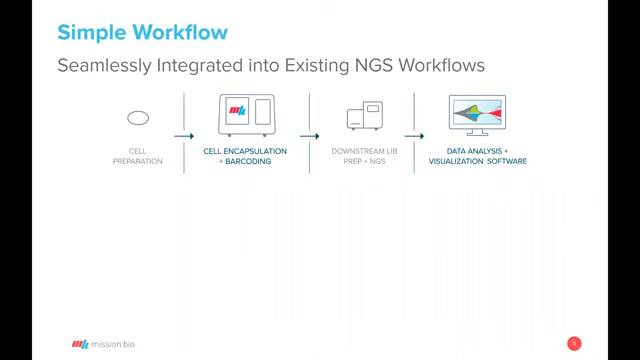 Simple Workflow
Seamlessly Integrated into Existing NGS Workflows
CELL
PREPARATION
CELL ENCAPSULATION
+ BARCODING
DOWNSTREAM LIB
PREP + NGS
DATA ANALYSIS +
VISUALIZATION SOFTWARE
mission bio
5